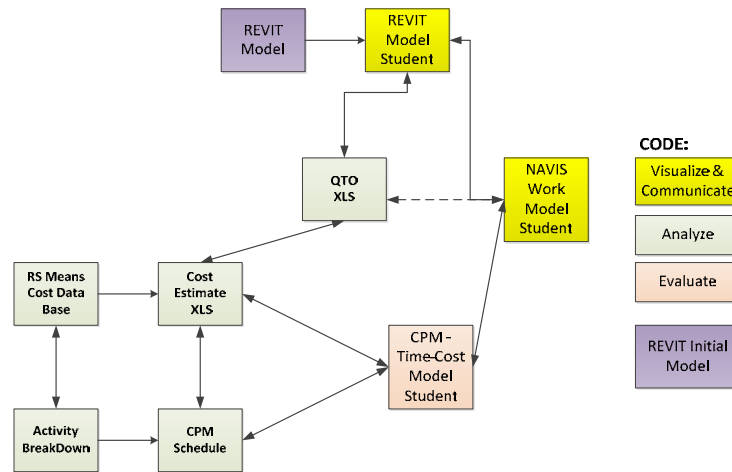 REVIT
Model
REVIT
Model
Student
QTO
XLS
NAVIS
Work
Model
Student
RS Means
Cost Data
Base
Cost
Estimate
XLS
CPM -
Time-Cost
Model
Student
Activity
BreakDown
CPM
Schedule
CODE:
Visualize &
Communicate
Analyze
Evaluate
REVIT Initial
Model